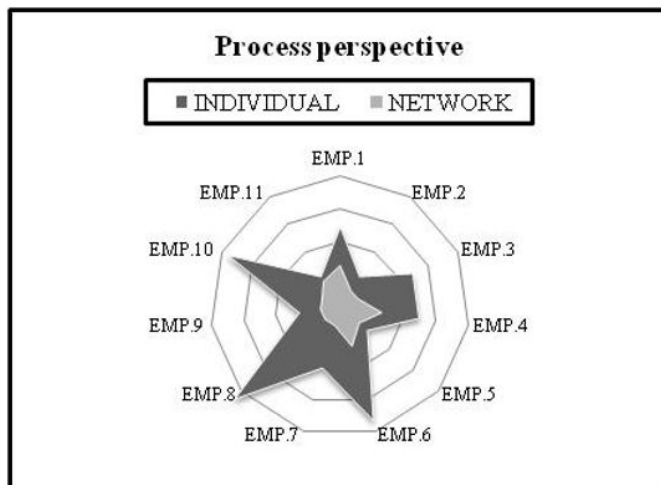 Process perspective
INDIVIDUAL NETWORK
EMP.1
EMP.11
EMP.2
EMP.10
EMP.3
EMP.9
EMP.4
EMP.8
EMP.5
EMP.7
EMP.6